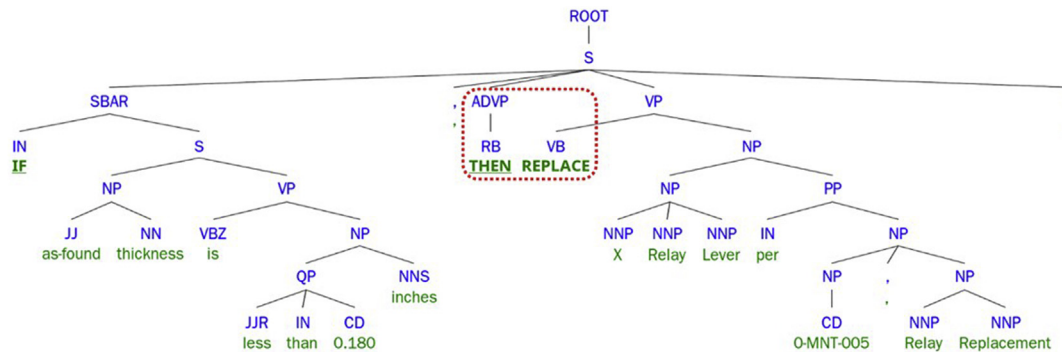 ROOT
S
SBAR , ADVP VP
,
IN S RB VB NP
IF THEN REPLACE
NP VP NP PP
JJ NN VBZ NP NNP NNP NNP IN NP
as-found thickness is X Relay Lever per
QP NNS NP , NP
inches ,
JJR IN CD CD NNP NNP
less than 0.180 0-MNT-005 Relay Replacement